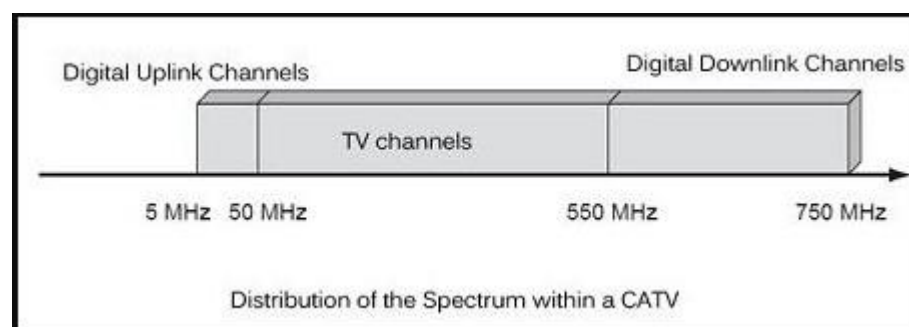 Digital Uplink Channels
Digital Downlink Channels
TV channels
5 MHz 50 MHz 550 MHz 750 MHz
Distribution of the Spectrum within a CATV